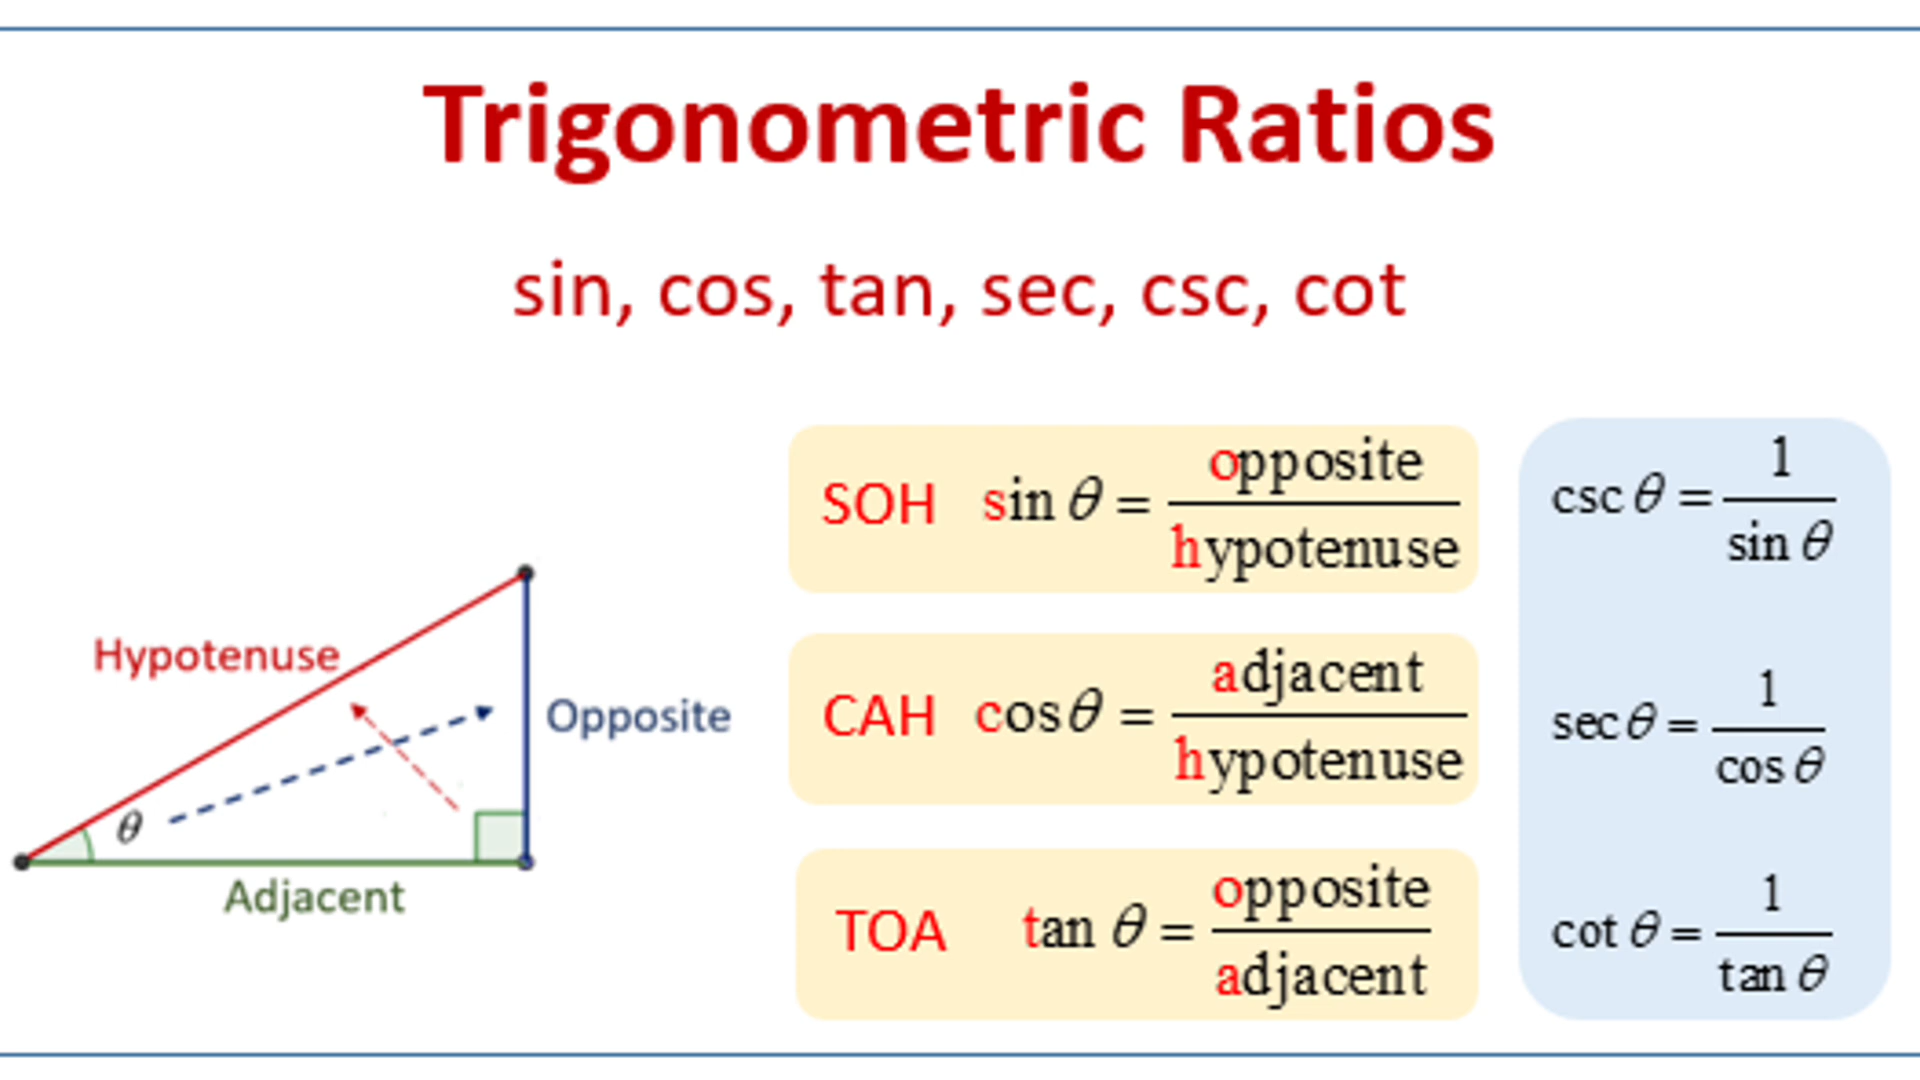 Trigonometric Ratios
sin, cos, tan, sec, csc, cot
Hypotenuse
Opposite
θ
Adjacent
SOH sin θ = opposite / hypotenuse
CAH cos θ = adjacent / hypotenuse
TOA tan θ = opposite / adjacent
csc θ = 1 / sin θ
sec θ = 1 / cos θ
cot θ = 1 / tan θ